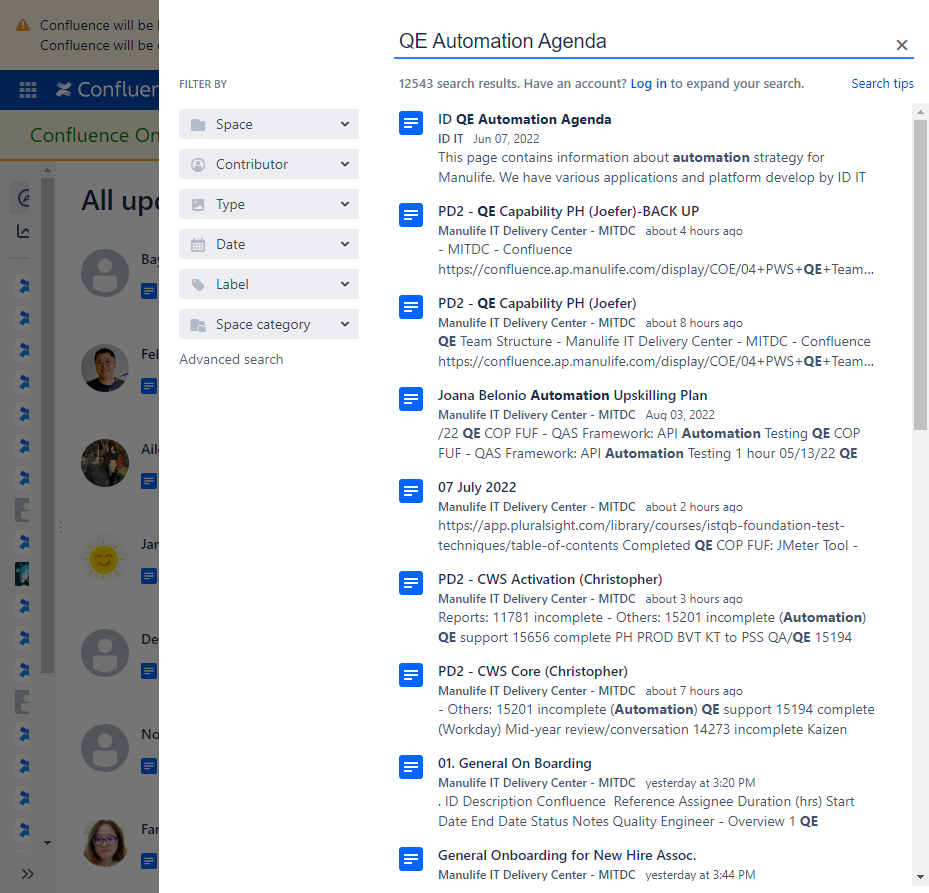 Confluence will be
Confluence will be
Confluen
Confluence On
All upd
Bay
Fel
Aile
Jan
De
No
Far
QE Automation Agenda
FILTER BY
Space
Contributor
Type
Date
Label
Space category
Advanced search
12543 search results. Have an account? Log in to expand your search.
Search tips
ID QE Automation Agenda
ID IT Jun 07, 2022
This page contains information about automation strategy for
Manulife. We have various applications and platform develop by ID IT
PD2 - QE Capability PH (Joefer)-BACK UP
Manulife IT Delivery Center - MITDC about 4 hours ago
- MITDC - Confluence
https://confluence.ap.manulife.com/display/COE/04+PWS+QE+Team...
PD2 - QE Capability PH (Joefer)
Manulife IT Delivery Center - MITDC about 8 hours ago
QE Team Structure - Manulife IT Delivery Center - MITDC - Confluence
https://confluence.ap.manulife.com/display/COE/04+PWS+QE+Team...
Joana Belonio Automation Upskilling Plan
Manulife IT Delivery Center - MITDC Aug 03, 2022
/22 QE COP FUF - QAS Framework: API Automation Testing QE COP
FUF - QAS Framework: API Automation Testing 1 hour 05/13/22 QE
07 July 2022
Manulife IT Delivery Center - MITDC about 2 hours ago
https://app.pluralsight.com/library/courses/istqb-foundation-test-
techniques/table-of-contents Completed QE COP FUF: JMeter Tool -
PD2 - CWS Activation (Christopher)
Manulife IT Delivery Center - MITDC about 3 hours ago
Reports: 11781 incomplete - Others: 15201 incomplete (Automation)
QE support 15656 complete PH PROD BVT KT to PSS QA/QE 15194
PD2 - CWS Core (Christopher)
Manulife IT Delivery Center - MITDC about 7 hours ago
- Others: 15201 incomplete (Automation) QE support 15194 complete
(Workday) Mid-year review/conversation 14273 incomplete Kaizen
01. General On Boarding
Manulife IT Delivery Center - MITDC yesterday at 3:20 PM
. ID Description Confluence Reference Assignee Duration (hrs) Start
Date End Date Status Notes Quality Engineer - Overview 1 QE
General Onboarding for New Hire Assoc.
Manulife IT Delivery Center - MITDC yesterday at 3:44 PM